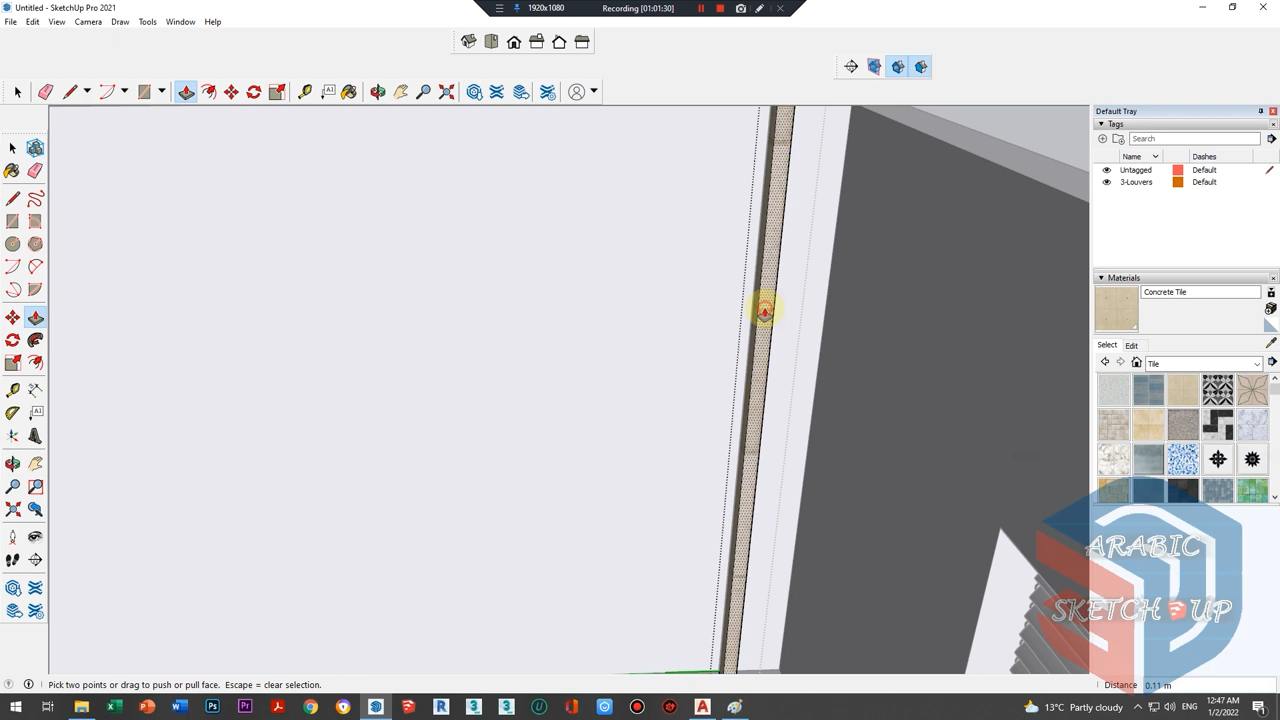 Untitled - SketchUp Pro 2021
1920x1080
Recording [01:01:30]
File Edit View Camera Draw Tools Window Help
Default Tray
Tags
Search
Name Dashes
Untagged Default
3-Louvers Default
Materials
Concrete Tile
Select Edit
Tile
ARABIC
SKETCH UP
Pick two points or drag to push or pull face. Escape = clear selection.
Distance 0.11 m
13°C Partly cloudy
12:47 AM
1/2/2022